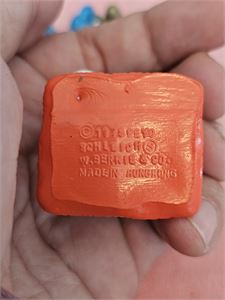 © PEYO
SCHLEICH Ⓢ
W. BERRIE & CO.
MADE IN HONGKONG